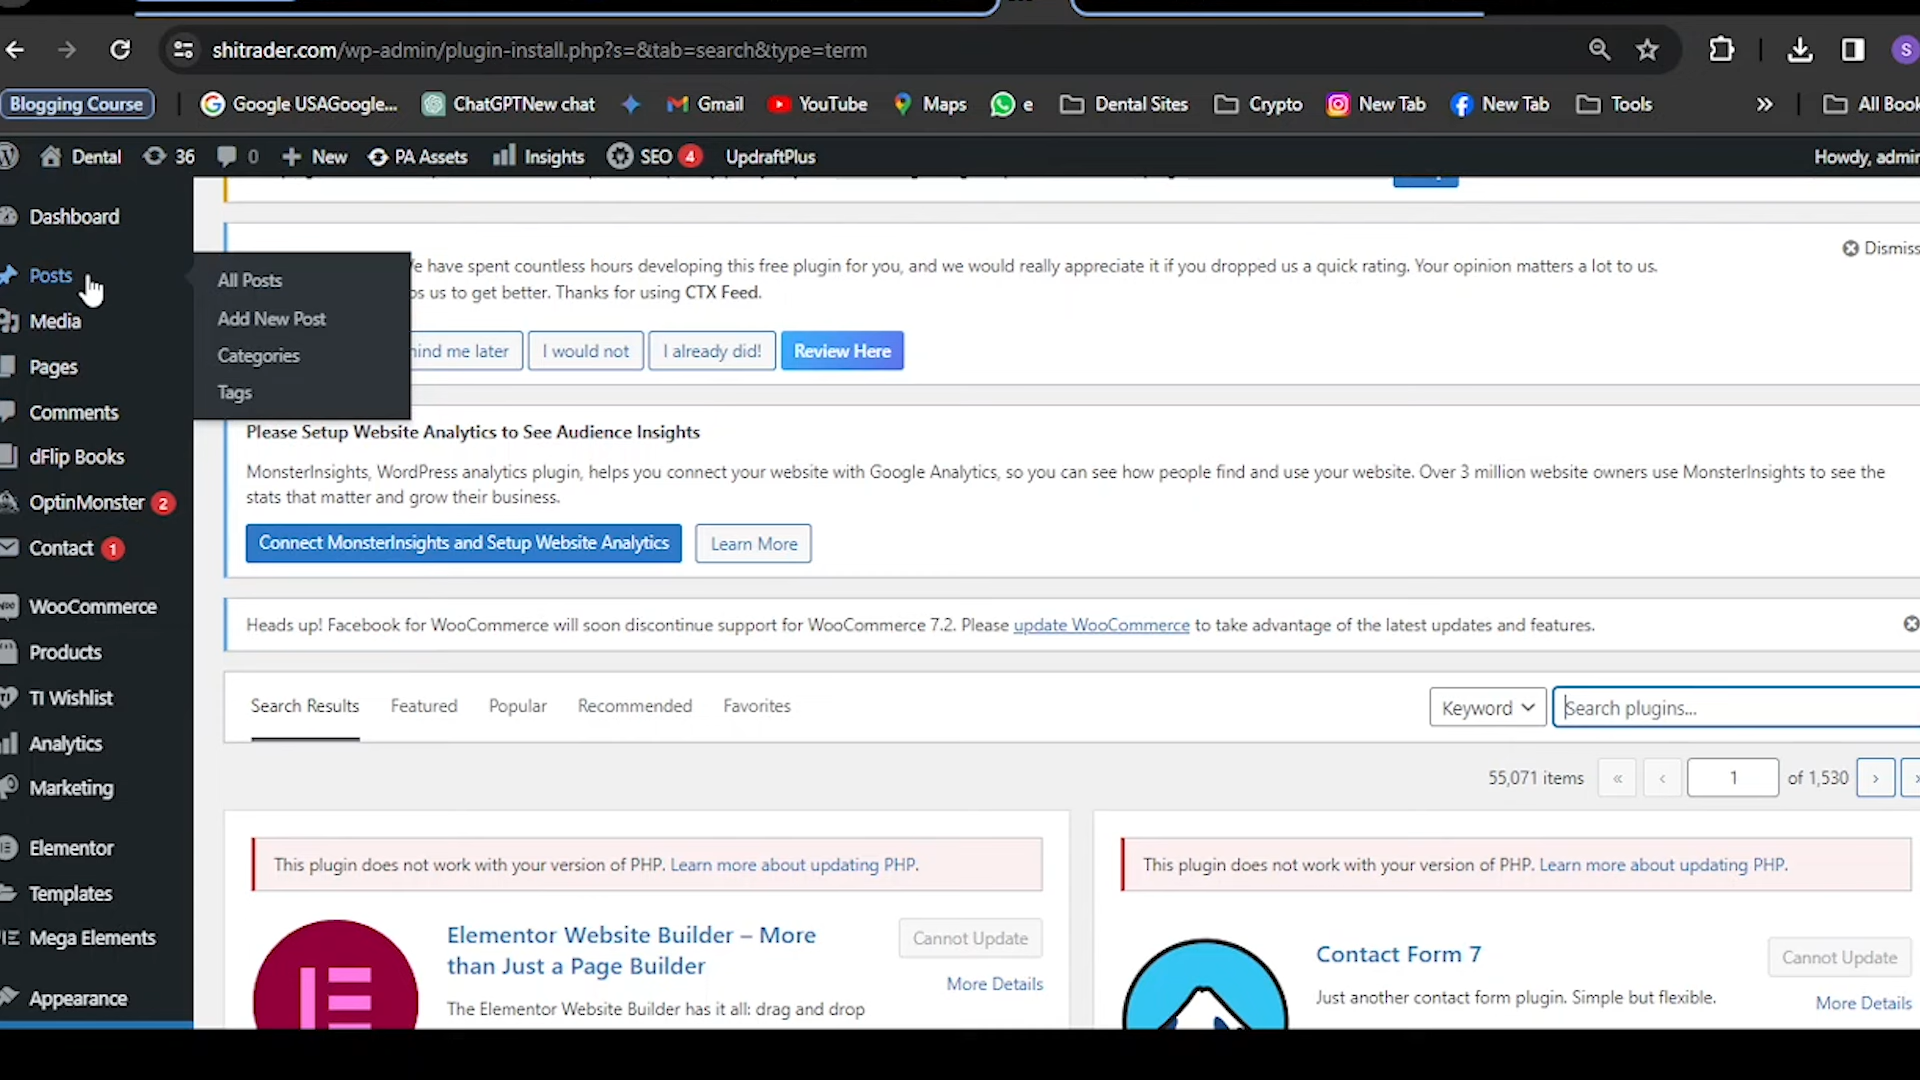 shitrader.com/wp-admin/plugin-install.php?s=&tab=search&type=term
S
Blogging Course
Google USAGoogle...
ChatGPTNew chat
Gmail
YouTube
Maps
e
Dental Sites
Crypto
New Tab
New Tab
Tools
»
All Book
Dental
36
0
+ New
PA Assets
Insights
SEO 4
UpdraftPlus
Howdy, admin
Dashboard
Posts
Media
Pages
Comments
dFlip Books
OptinMonster 2
Contact 1
WooCommerce
Products
TI Wishlist
Analytics
Marketing
Elementor
Templates
Mega Elements
Appearance
All Posts
Add New Post
Categories
Tags
have spent countless hours developing this free plugin for you, and we would really appreciate it if you dropped us a quick rating. Your opinion matters a lot to us.
Dismiss
us to get better. Thanks for using CTX Feed.
me later
I would not
I already did!
Review Here
Please Setup Website Analytics to See Audience Insights
MonsterInsights, WordPress analytics plugin, helps you connect your website with Google Analytics, so you can see how people find and use your website. Over 3 million website owners use MonsterInsights to see the
stats that matter and grow their business.
Connect MonsterInsights and Setup Website Analytics
Learn More
Heads up! Facebook for WooCommerce will soon discontinue support for WooCommerce 7.2. Please update WooCommerce to take advantage of the latest updates and features.
Search Results
Featured
Popular
Recommended
Favorites
Keyword
Search plugins...
55,071 items
«
‹
1
of 1,530
›
This plugin does not work with your version of PHP. Learn more about updating PHP.
Elementor Website Builder – More
than Just a Page Builder
Cannot Update
More Details
The Elementor Website Builder has it all: drag and drop
This plugin does not work with your version of PHP. Learn more about updating PHP.
Contact Form 7
Cannot Update
Just another contact form plugin. Simple but flexible.
More Details